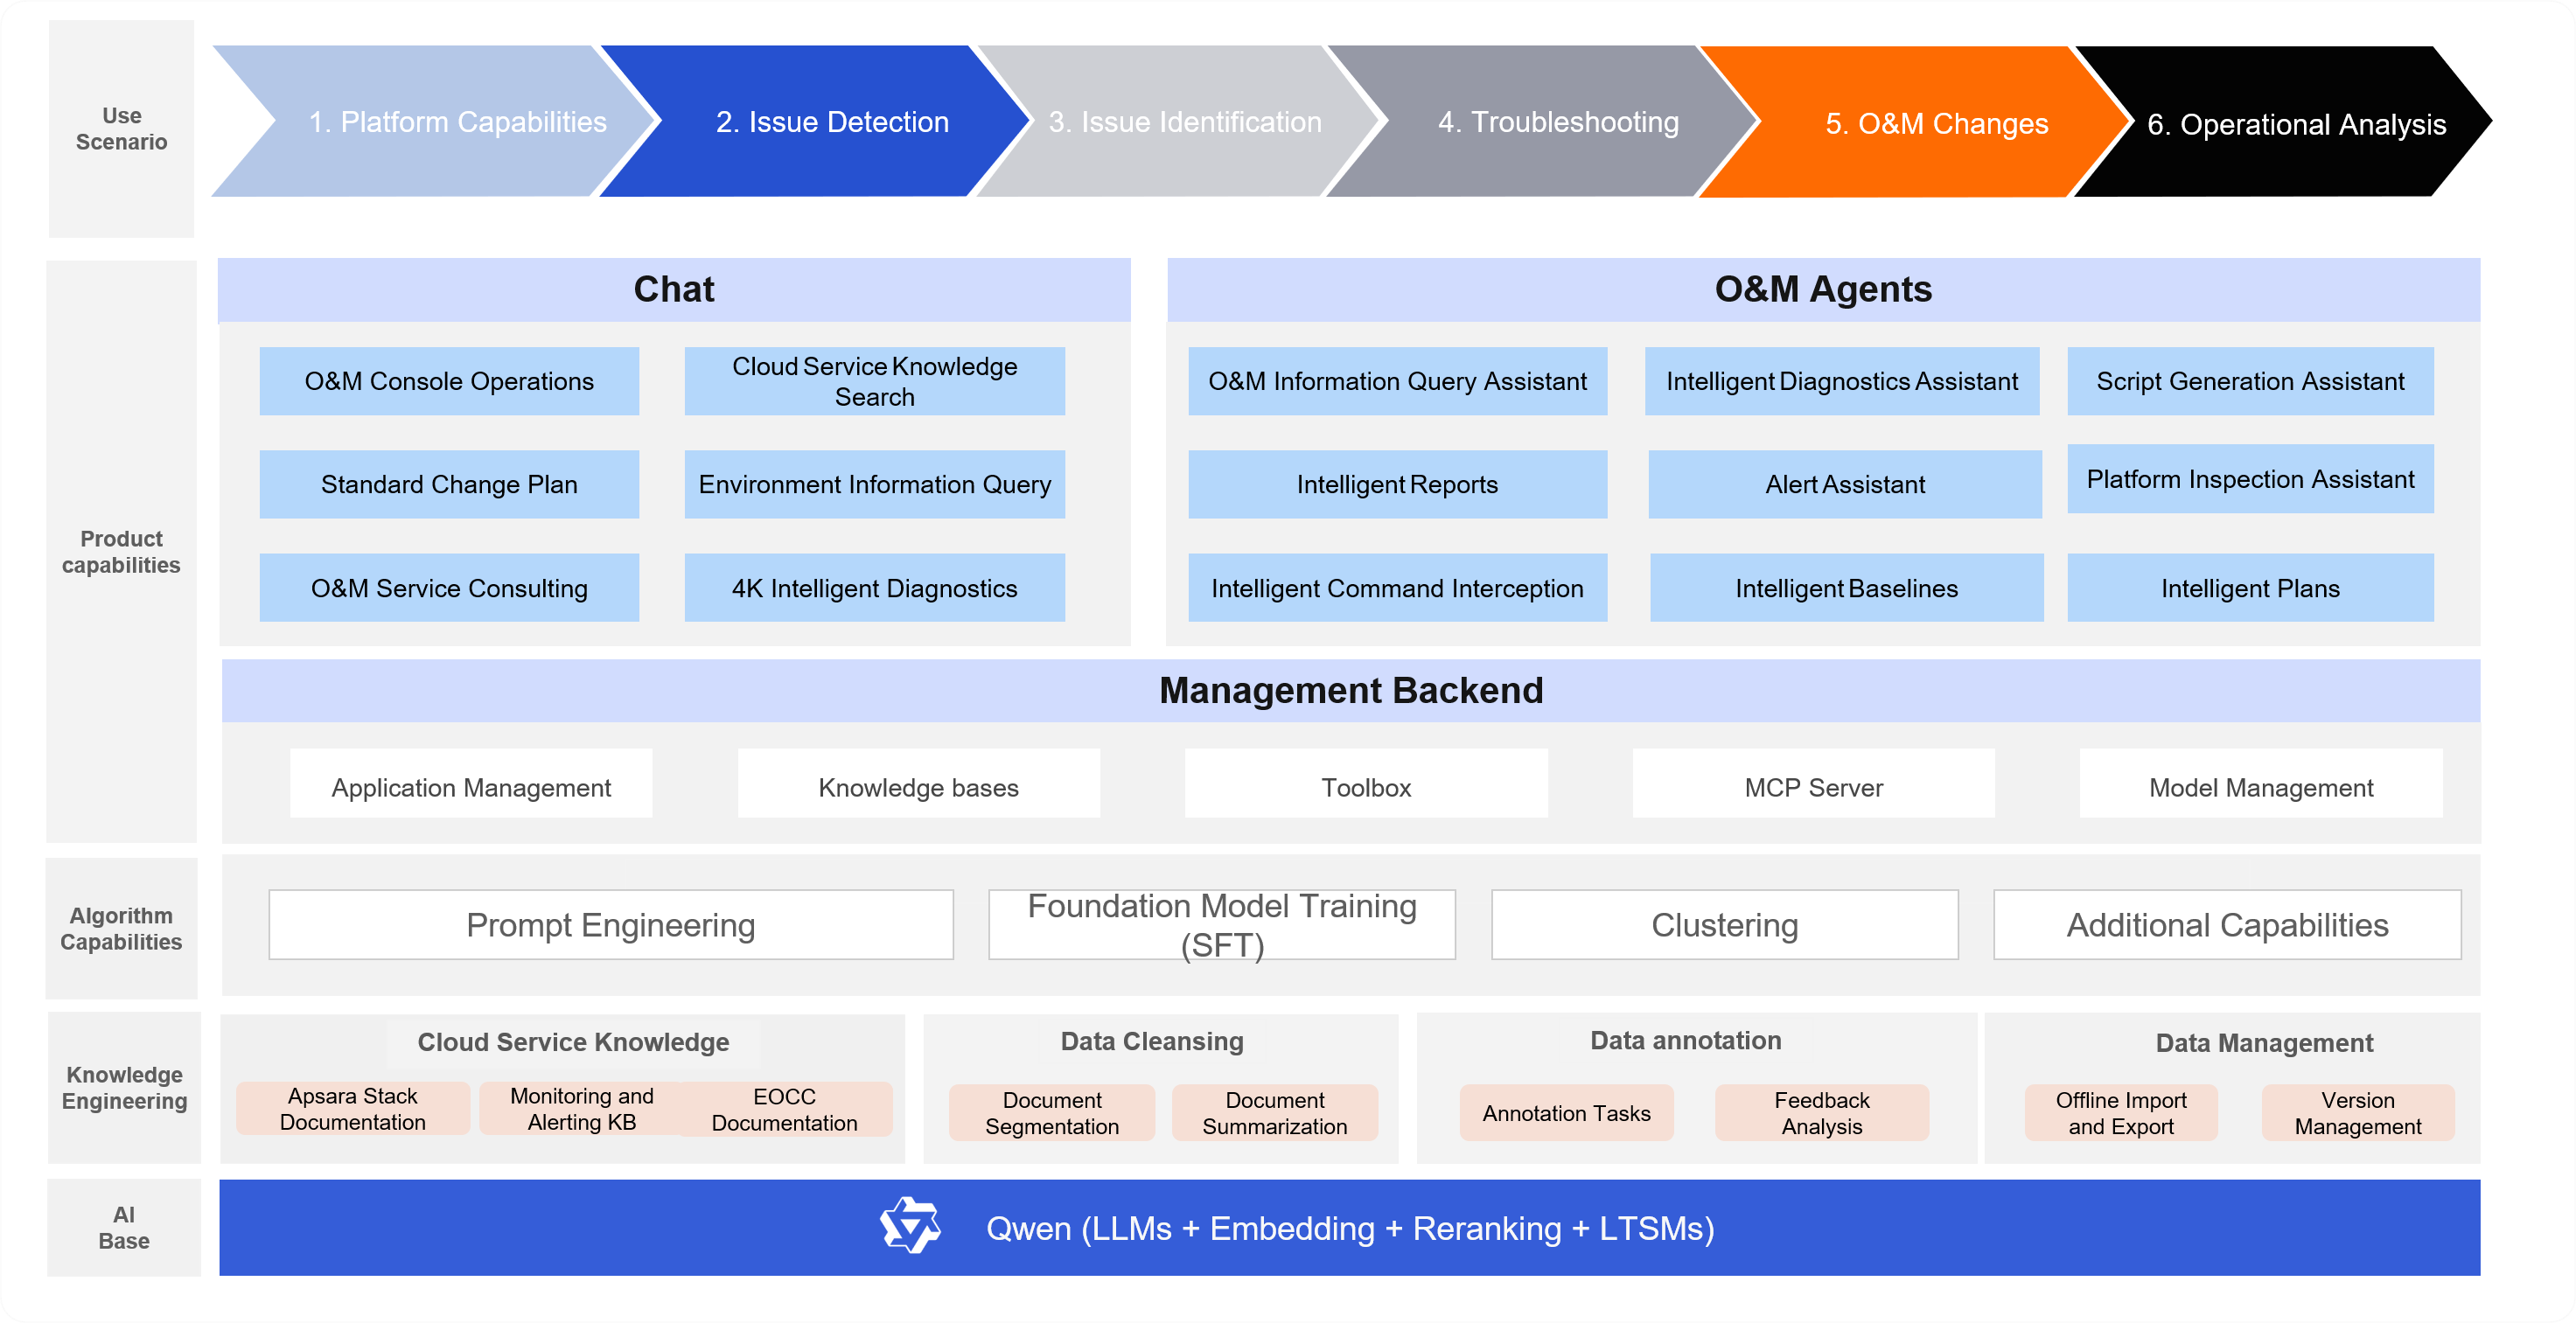 Use
Scenario
1. Platform Capabilities
2. Issue Detection
3. Issue Identification
4. Troubleshooting
5. O&M Changes
6. Operational Analysis
Product
capabilities
Chat
O&M Console Operations
Cloud Service Knowledge
Search
Standard Change Plan
Environment Information Query
O&M Service Consulting
4K Intelligent Diagnostics
O&M Agents
O&M Information Query Assistant
Intelligent Diagnostics Assistant
Script Generation Assistant
Intelligent Reports
Alert Assistant
Platform Inspection Assistant
Intelligent Command Interception
Intelligent Baselines
Intelligent Plans
Management Backend
Application Management
Knowledge bases
Toolbox
MCP Server
Model Management
Algorithm
Capabilities
Prompt Engineering
Foundation Model Training
(SFT)
Clustering
Additional Capabilities
Knowledge
Engineering
Cloud Service Knowledge
Apsara Stack
Documentation
Monitoring and
Alerting KB
EOCC
Documentation
Data Cleansing
Document
Segmentation
Document
Summarization
Data annotation
Annotation Tasks
Feedback
Analysis
Data Management
Offline Import
and Export
Version
Management
AI
Base
Qwen (LLMs + Embedding + Reranking + LTSMs)